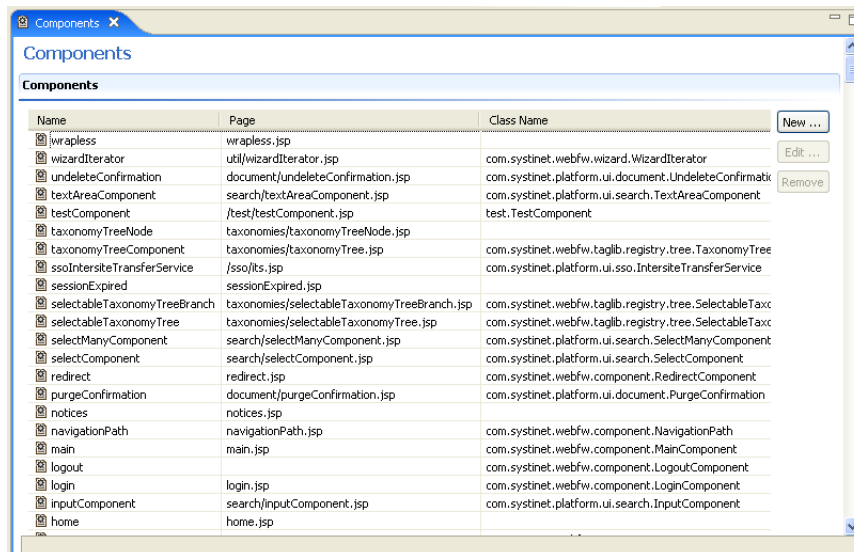 Components
Components
Components
Name Page Class Name New ...
wrapless wrapless.jsp
wizardIterator util/wizardIterator.jsp com.systinet.webfw.wizard.WizardIterator Edit ...
undeleteConfirmation document/undeleteConfirmation.jsp com.systinet.platform.ui.document.UndeleteConfirmatic
Remove
textAreaComponent search/textAreaComponent.jsp com.systinet.platform.ui.search.TextAreaComponent
testComponent /test/testComponent.jsp test.TestComponent
taxonomyTreeNode taxonomies/taxonomyTreeNode.jsp
taxonomyTreeComponent taxonomies/taxonomyTree.jsp com.systinet.webfw.taglib.registry.tree.TaxonomyTree
ssoIntersiteTransferService /sso/its.jsp com.systinet.platform.ui.sso.IntersiteTransferService
sessionExpired sessionExpired.jsp
selectableTaxonomyTreeBranch taxonomies/selectableTaxonomyTreeBranch.jsp com.systinet.webfw.taglib.registry.tree.SelectableTaxc
selectableTaxonomyTree taxonomies/selectableTaxonomyTree.jsp com.systinet.webfw.taglib.registry.tree.SelectableTaxc
selectManyComponent search/selectManyComponent.jsp com.systinet.platform.ui.search.SelectManyComponent
selectComponent search/selectComponent.jsp com.systinet.platform.ui.search.SelectComponent
redirect redirect.jsp com.systinet.webfw.component.RedirectComponent
purgeConfirmation document/purgeConfirmation.jsp com.systinet.platform.ui.document.PurgeConfirmation
notices notices.jsp
navigationPath navigationPath.jsp com.systinet.webfw.component.NavigationPath
main main.jsp com.systinet.webfw.component.MainComponent
logout com.systinet.webfw.component.LogoutComponent
login login.jsp com.systinet.webfw.component.LoginComponent
inputComponent search/inputComponent.jsp com.systinet.platform.ui.search.InputComponent
home home.jsp